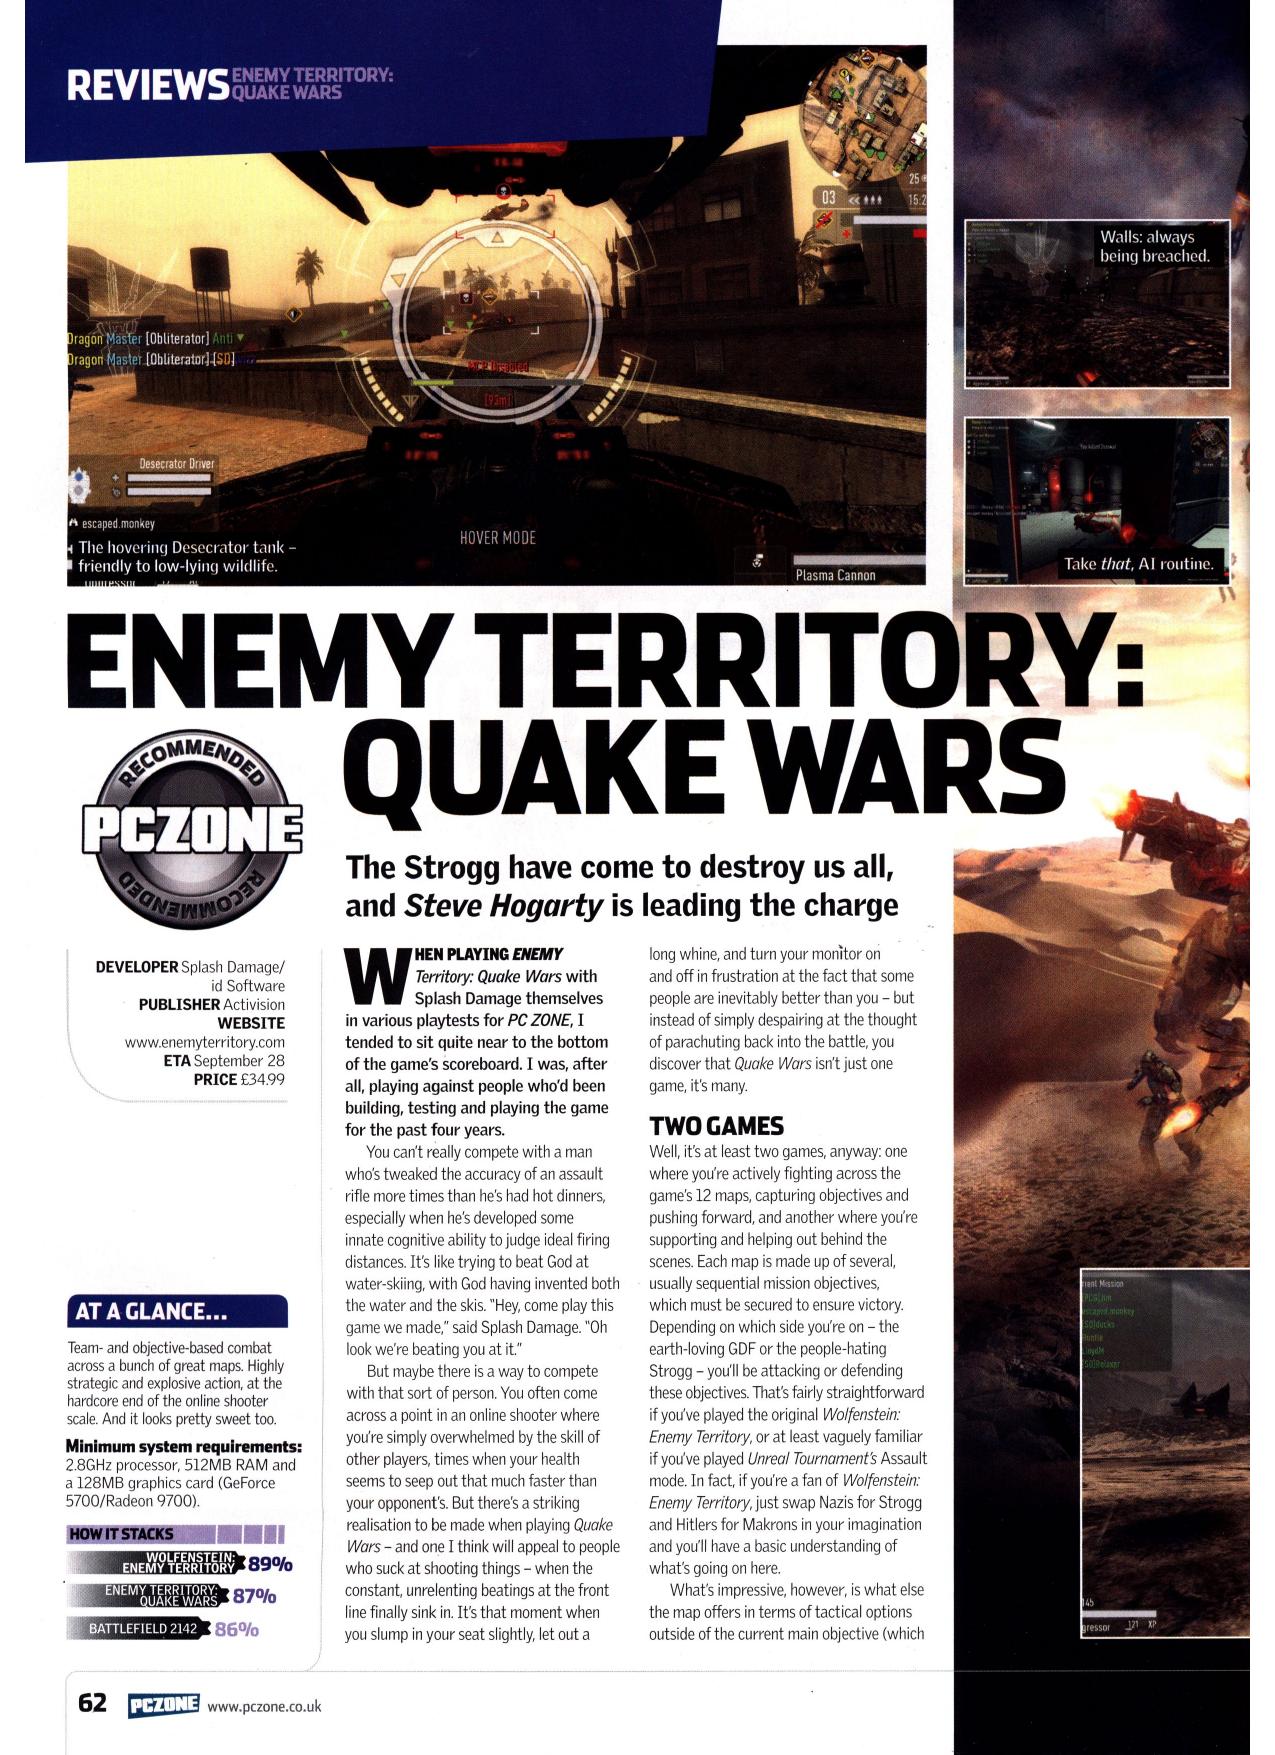 REVIEWS ENEMY TERRITORY:
QUAKE WARS
25
03
15:2
Dragon Master [Obliterator] Anti
Dragon Master [Obliterator] [SD]
MCP Disabled
[93m]
Desecrator Driver
escaped.monkey
HOVER MODE
Plasma Cannon
The hovering Desecrator tank –
friendly to low-lying wildlife.
Walls: always
being breached.
Take that, AI routine.
ENEMY TERRITORY:
QUAKE WARS
RECOMMENDED
PCZONE
RECOMMENDED
The Strogg have come to destroy us all,
and Steve Hogarty is leading the charge
DEVELOPER Splash Damage/
id Software
PUBLISHER Activision
WEBSITE
www.enemyterritory.com
ETA September 28
PRICE £34.99
AT A GLANCE...
Team- and objective-based combat
across a bunch of great maps. Highly
strategic and explosive action, at the
hardcore end of the online shooter
scale. And it looks pretty sweet too.
Minimum system requirements:
2.8GHz processor, 512MB RAM and
a 128MB graphics card (GeForce
5700/Radeon 9700).
HOW IT STACKS
WOLFENSTEIN:
ENEMY TERRITORY 89%
ENEMY TERRITORY:
QUAKE WARS 87%
BATTLEFIELD 2142 86%
WHEN PLAYING ENEMY
Territory: Quake Wars with
Splash Damage themselves
in various playtests for PC ZONE, I
tended to sit quite near to the bottom
of the game's scoreboard. I was, after
all, playing against people who'd been
building, testing and playing the game
for the past four years.
You can't really compete with a man
who's tweaked the accuracy of an assault
rifle more times than he's had hot dinners,
especially when he's developed some
innate cognitive ability to judge ideal firing
distances. It's like trying to beat God at
water-skiing, with God having invented both
the water and the skis. "Hey, come play this
game we made," said Splash Damage. "Oh
look we're beating you at it."
But maybe there is a way to compete
with that sort of person. You often come
across a point in an online shooter where
you're simply overwhelmed by the skill of
other players, times when your health
seems to seep out that much faster than
your opponent's. But there's a striking
realisation to be made when playing Quake
Wars – and one I think will appeal to people
who suck at shooting things – when the
constant, unrelenting beatings at the front
line finally sink in. It's that moment when
you slump in your seat slightly, let out a
long whine, and turn your monitor on
and off in frustration at the fact that some
people are inevitably better than you – but
instead of simply despairing at the thought
of parachuting back into the battle, you
discover that Quake Wars isn't just one
game, it's many.
TWO GAMES
Well, it's at least two games, anyway: one
where you're actively fighting across the
game's 12 maps, capturing objectives and
pushing forward, and another where you're
supporting and helping out behind the
scenes. Each map is made up of several,
usually sequential mission objectives,
which must be secured to ensure victory.
Depending on which side you're on – the
earth-loving GDF or the people-hating
Strogg – you'll be attacking or defending
these objectives. That's fairly straightforward
if you've played the original Wolfenstein:
Enemy Territory, or at least vaguely familiar
if you've played Unreal Tournament's Assault
mode. In fact, if you're a fan of Wolfenstein:
Enemy Territory, just swap Nazis for Strogg
and Hitlers for Makrons in your imagination
and you'll have a basic understanding of
what's going on here.
What's impressive, however, is what else
the map offers in terms of tactical options
outside of the current main objective (which
rent Mission
escaped.monkey
[SD]ducks
Runtle
LloydM
[SD]Relaxer
145
gressor 121 XP
62 PCZONE www.pczone.co.uk